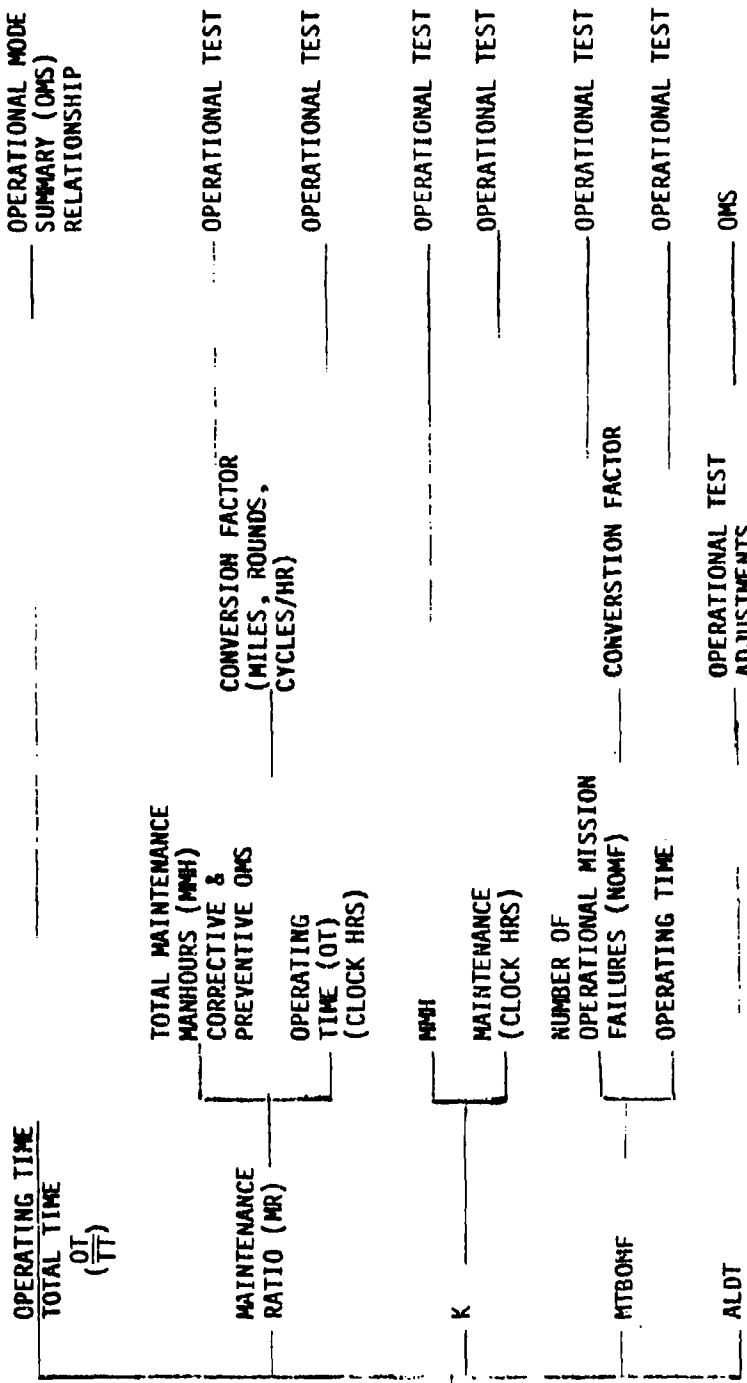 OPERATING TIME
TOTAL TIME
(OT/TT)
OPERATIONAL MODE
SUMMARY (OMS)
RELATIONSHIP
MAINTENANCE
RATIO (MR)
TOTAL MAINTENANCE
MANHOURS (MMH)
CORRECTIVE &
PREVENTIVE OMS
OPERATING
TIME (OT)
(CLOCK HRS)
CONVERSION FACTOR
(MILES, ROUNDS,
CYCLES/HR)
OPERATIONAL TEST
OPERATIONAL TEST
K
MMH
MAINTENANCE
(CLOCK HRS)
OPERATIONAL TEST
OPERATIONAL TEST
MTBOMF
NUMBER OF
OPERATIONAL MISSION
FAILURES (NOMF)
OPERATING TIME
CONVERSTION FACTOR
OPERATIONAL TEST
OPERATIONAL TEST
ALDT
OPERATIONAL TEST
ADJUSTMENTS
OMS